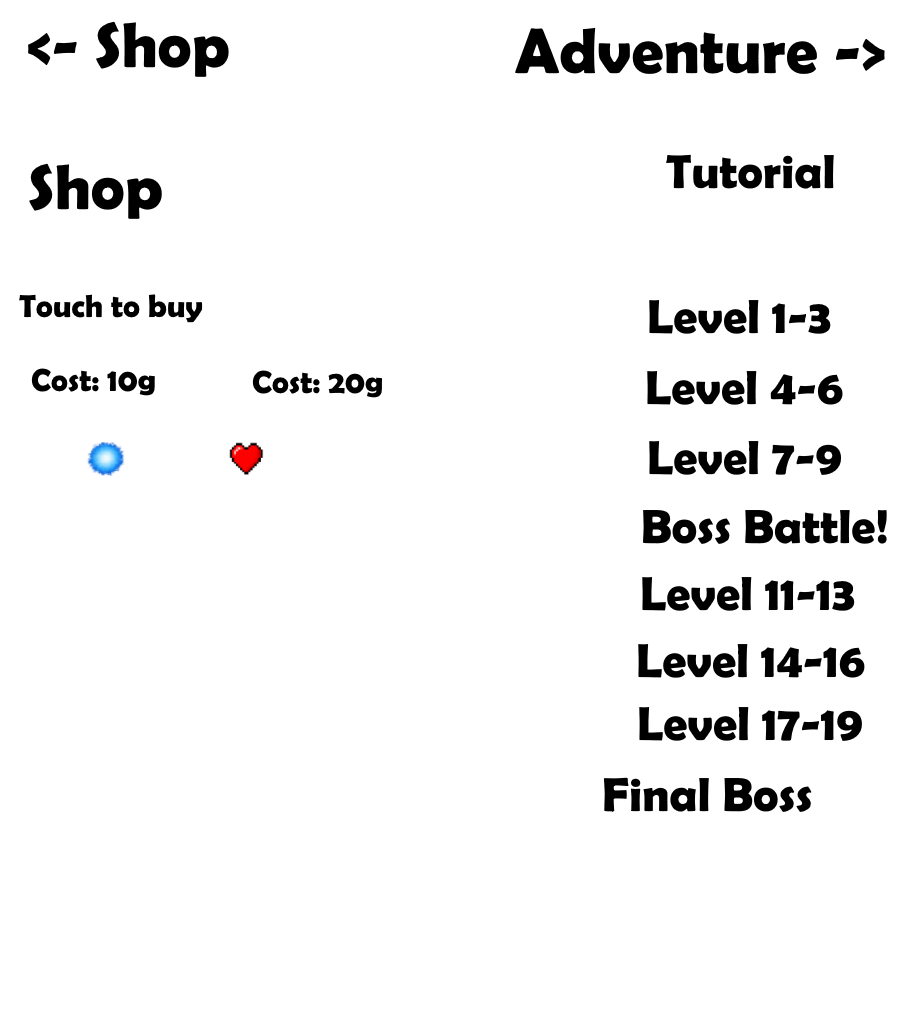 <- Shop
Adventure ->
Shop
Touch to buy
Cost: 10g
Cost: 20g
Tutorial
Level 1-3
Level 4-6
Level 7-9
Boss Battle!
Level 11-13
Level 14-16
Level 17-19
Final Boss